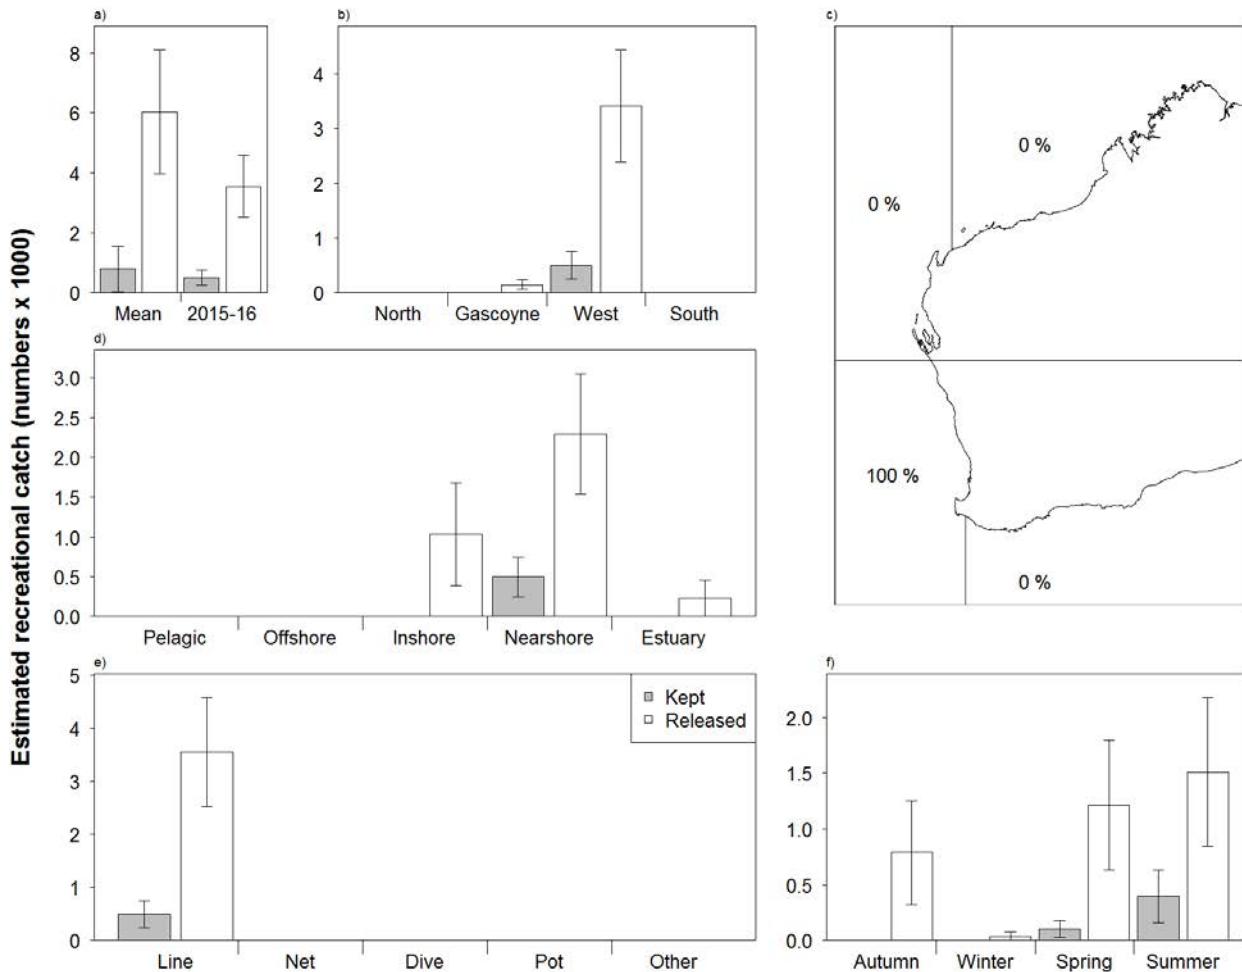 Estimated recreational catch (numbers x 1000)
a)
8
6
4
2
0
Mean 2015-16
b)
4
3
2
1
0
North Gascoyne West South
c)
0 %
0 %
100 %
0 %
d)
3.0
2.5
2.0
1.5
1.0
0.5
0.0
Pelagic Offshore Inshore Nearshore Estuary
e)
5
4
3
2
1
0
Kept
Released
Line Net Dive Pot Other
f)
2.0
1.5
1.0
0.5
0.0
Autumn Winter Spring Summer